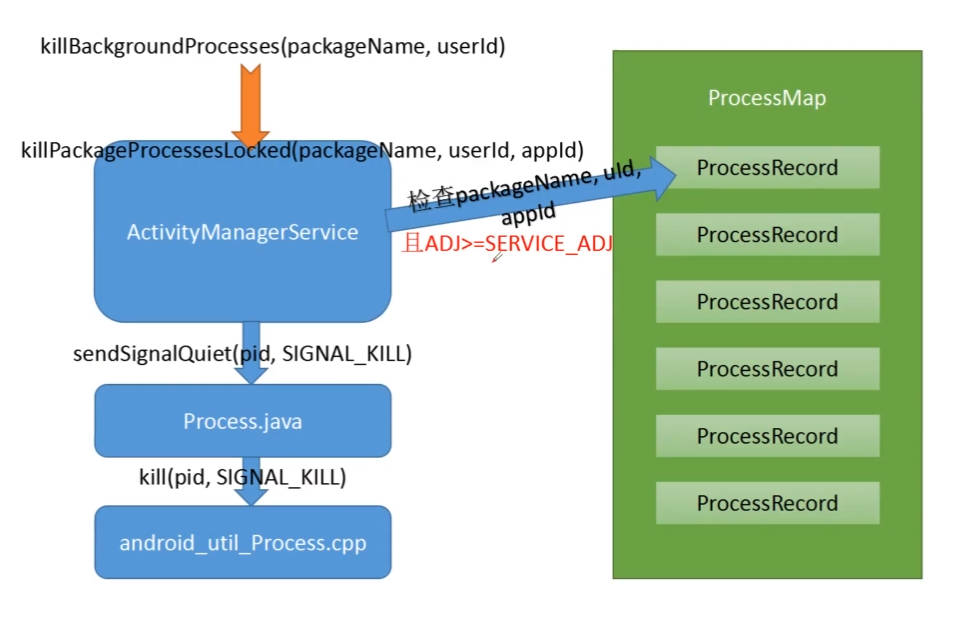 killBackgroundProcesses(packageName, userId)
killPackageProcessesLocked(packageName, userId, appId)
ActivityManagerService
检查packageName, uId,
appId
且ADJ>=SERVICE_ADJ
sendSignalQuiet(pid, SIGNAL_KILL)
Process.java
kill(pid, SIGNAL_KILL)
android_util_Process.cpp
ProcessMap
ProcessRecord
ProcessRecord
ProcessRecord
ProcessRecord
ProcessRecord
ProcessRecord